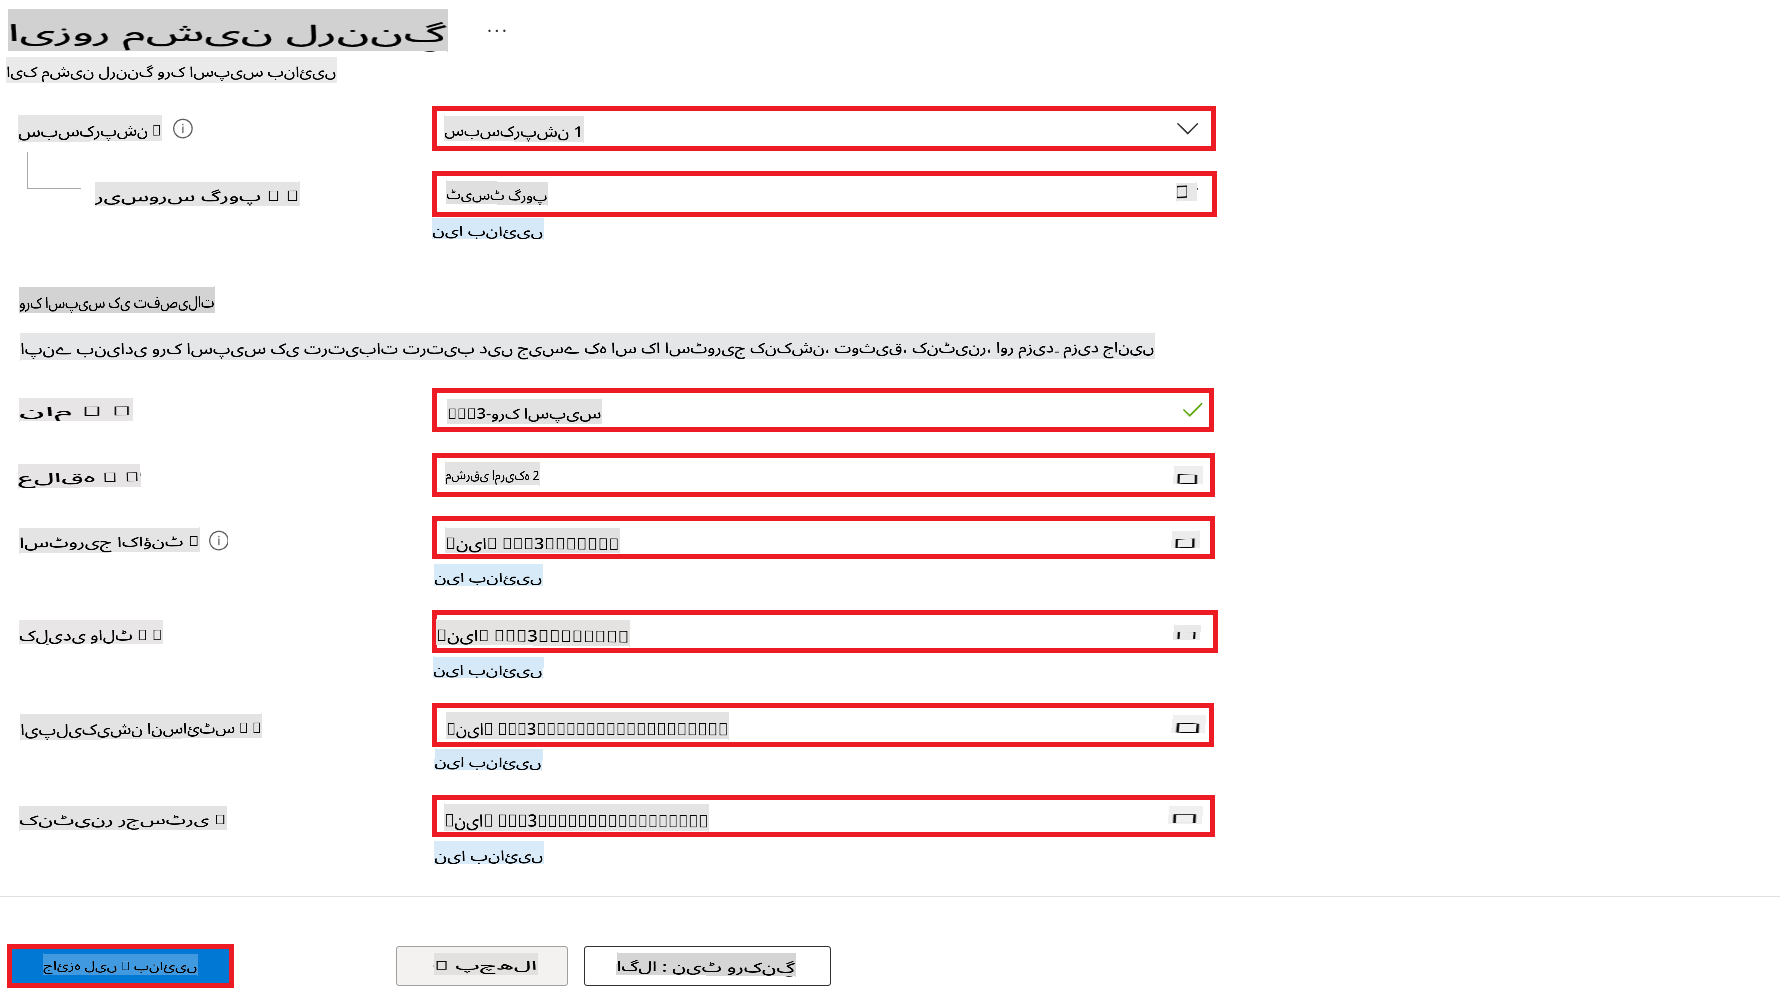 ایزور مشین لرننگ
...
ایک مشین لرننگ ورک اسپیس بنائیں
سبسکرپشن
سبسکرپشن 1
ریسورس گروپ
ٹیسٹ گروپ
نیا بنائیں
ورک اسپیس کی تفصیلات
اپنے بنیادی ورک اسپیس کی ترتیبات ترتیب دیں جیسے کہ اس کا اسٹوریج کنکشن، توثیق، کنٹینر، اور مزید۔ مزید جانیں
نام
3-ورک اسپیس
علاقہ
مشرقی امریکہ 2
اسٹوریج اکاؤنٹ
نیا 3
نیا بنائیں
کلیدی والٹ
نیا 3
نیا بنائیں
ایپلیکیشن انسائٹس
نیا 3
نیا بنائیں
کنٹینر رجسٹری
نیا 3
نیا بنائیں
جائزہ لیں بنائیں
پچھلا
اگلا : نیٹ ورکنگ